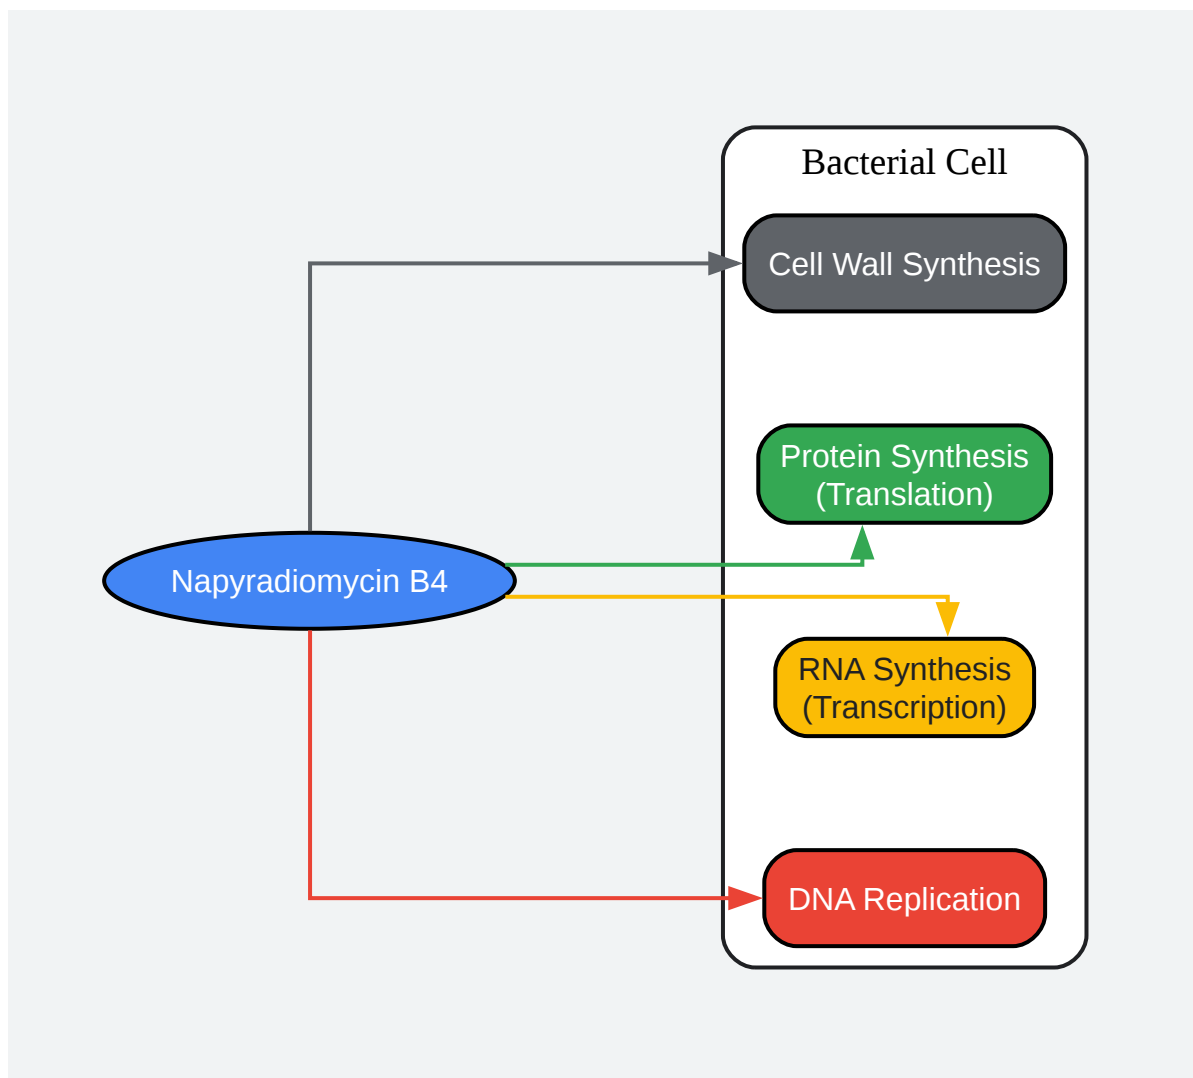 Bacterial Cell
Cell Wall Synthesis
Protein Synthesis
(Translation)
Napyradiomycin B4
RNA Synthesis
(Transcription)
DNA Replication